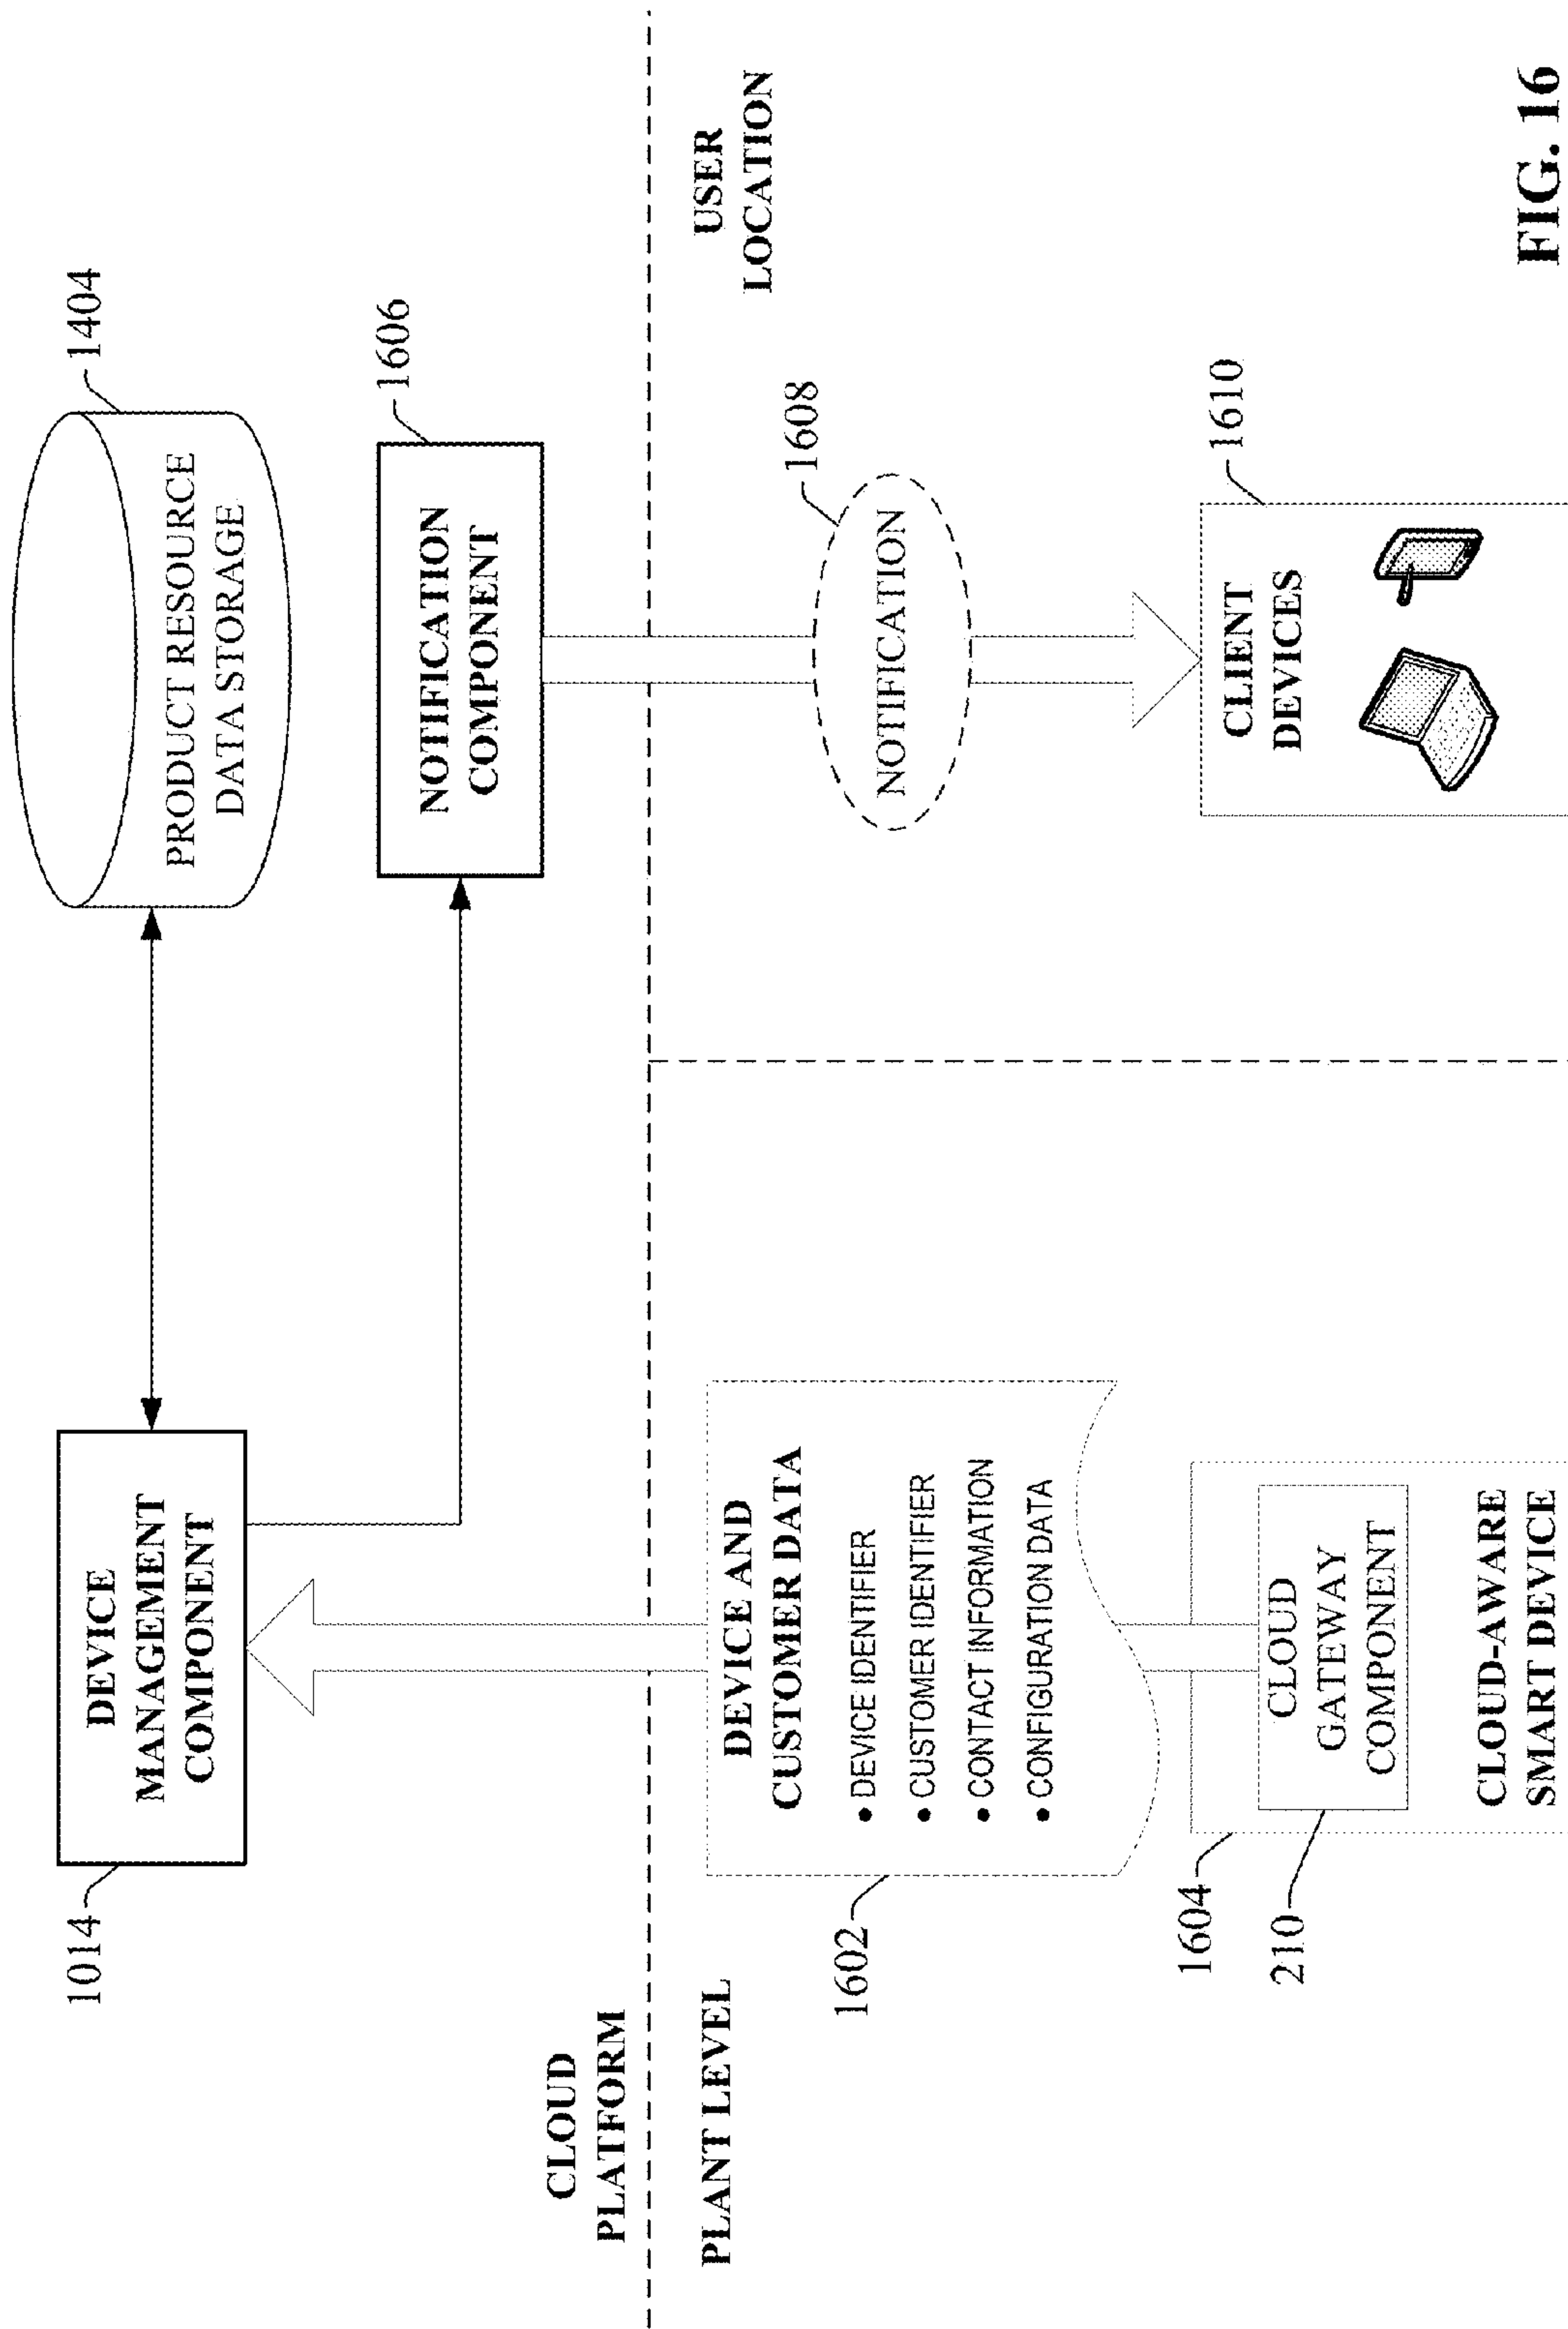 1014
DEVICE
MANAGEMENT
COMPONENT
PRODUCT RESOURCE
DATA STORAGE
1404
NOTIFICATION
COMPONENT
1606
CLOUD
PLATFORM
PLANT LEVEL
USER
LOCATION
1602
DEVICE AND
CUSTOMER DATA
• DEVICE IDENTIFIER
• CUSTOMER IDENTIFIER
• CONTACT INFORMATION
• CONFIGURATION DATA
NOTIFICATION
1608
1604
210
CLOUD
GATEWAY
COMPONENT
CLOUD-AWARE
SMART DEVICE
CLIENT
DEVICES
1610
FIG. 16